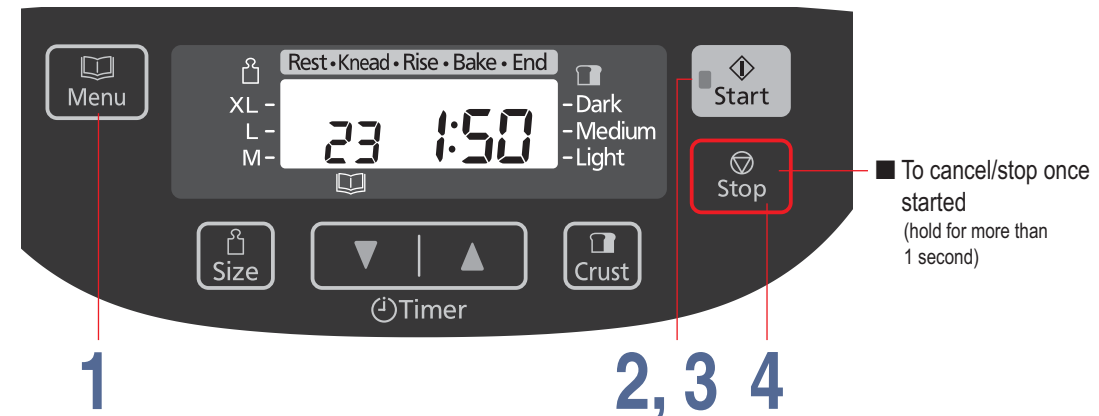 Menu
Rest • Knead • Rise • Bake • End
XL –
L –
M –
23 1:50
– Dark
– Medium
– Light
Start
Stop
■ To cancel/stop once
started
(hold for more than
1 second)
Size
▼ | ▲
Timer
Crust
1
2, 3
4